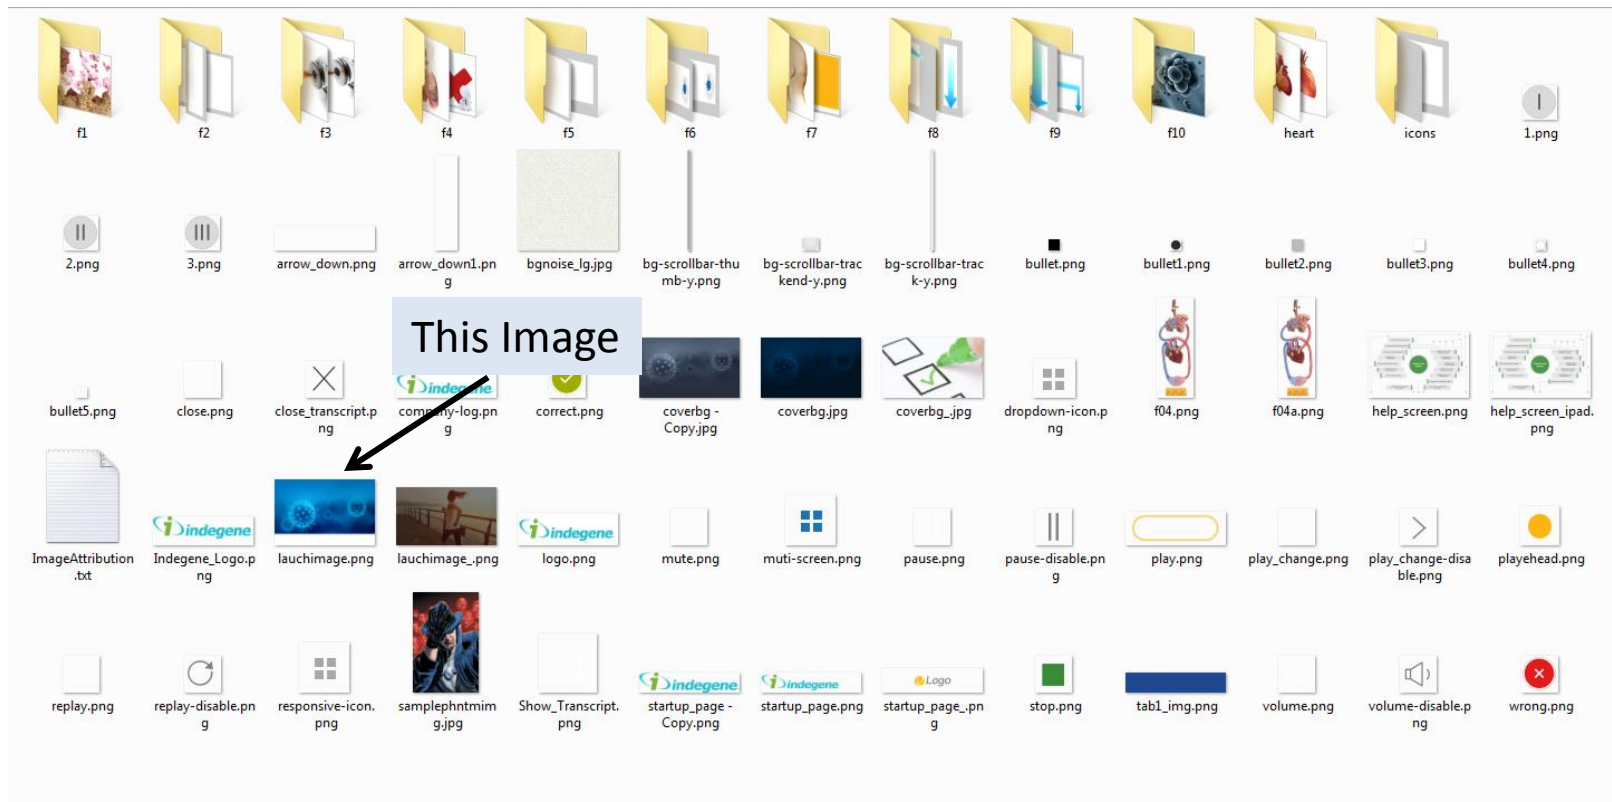 f1
f2
f3
f4
f5
f6
f7
f8
f9
f10
heart
icons
1.png
2.png
3.png
arrow_down.png
arrow_down1.pn
g
bgnoise_lg.jpg
bg-scrollbar-thu
mb-y.png
bg-scrollbar-trac
kend-y.png
bg-scrollbar-trac
k-y.png
bullet.png
bullet1.png
bullet2.png
bullet3.png
bullet4.png
This Image
bullet5.png
close.png
close_transcript.p
ng
indegene
company-log.pn
g
correct.png
coverbg -
Copy.jpg
coverbg.jpg
coverbg_.jpg
dropdown-icon.p
ng
f04.png
f04a.png
help_screen.png
help_screen_ipad.
png
ImageAttribution
.txt
indegene
Indegene_Logo.p
ng
lauchimage.png
lauchimage_.png
indegene
logo.png
mute.png
muti-screen.png
pause.png
pause-disable.pn
g
play.png
play_change.png
play_change-disa
ble.png
playehead.png
replay.png
replay-disable.pn
g
responsive-icon.
png
samplephntmim
g.jpg
Show_Transcript.
png
indegene
startup_page -
Copy.png
indegene
startup_page.png
Logo
startup_page_.pn
g
stop.png
tab1_img.png
volume.png
volume-disable.p
ng
wrong.png